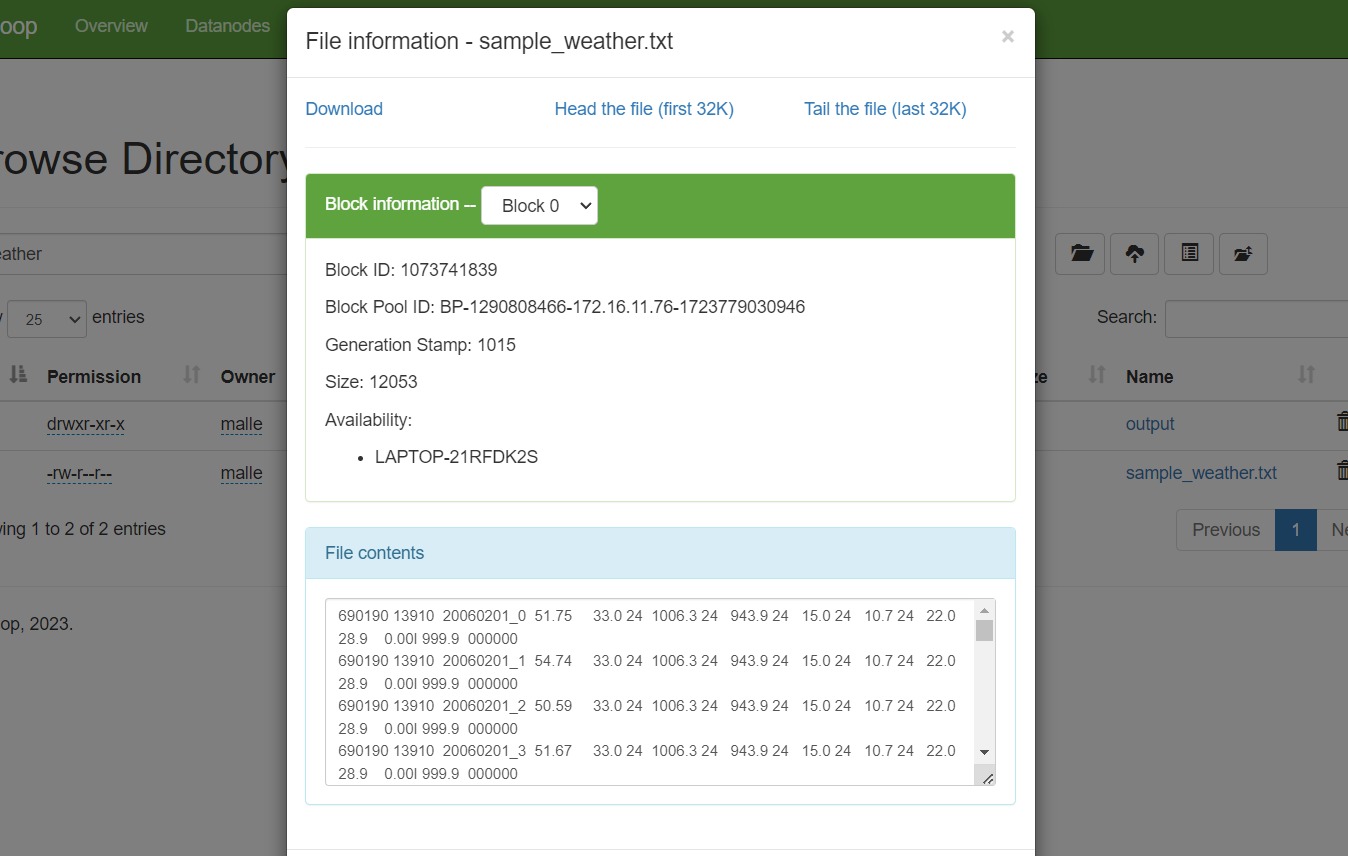 oop Overview Datanodes
File information - sample_weather.txt ×
Download Head the file (first 32K) Tail the file (last 32K)
rowse Directory
Block information -- Block 0
eather
Block ID: 1073741839
Block Pool ID: BP-1290808466-172.16.11.76-1723779030946
25 entries Search:
Generation Stamp: 1015
Permission Owner ze Name
Size: 12053
drwxr-xr-x malle output
Availability:
LAPTOP-21RFDK2S
-rw-r--r-- malle sample_weather.txt
ving 1 to 2 of 2 entries Previous 1 Ne
File contents
690190 13910 20060201_0 51.75 33.0 24 1006.3 24 943.9 24 15.0 24 10.7 24 22.0
28.9 0.00I 999.9 000000
690190 13910 20060201_1 54.74 33.0 24 1006.3 24 943.9 24 15.0 24 10.7 24 22.0
28.9 0.00I 999.9 000000
690190 13910 20060201_2 50.59 33.0 24 1006.3 24 943.9 24 15.0 24 10.7 24 22.0
28.9 0.00I 999.9 000000
690190 13910 20060201_3 51.67 33.0 24 1006.3 24 943.9 24 15.0 24 10.7 24 22.0
28.9 0.00I 999.9 000000
op, 2023.